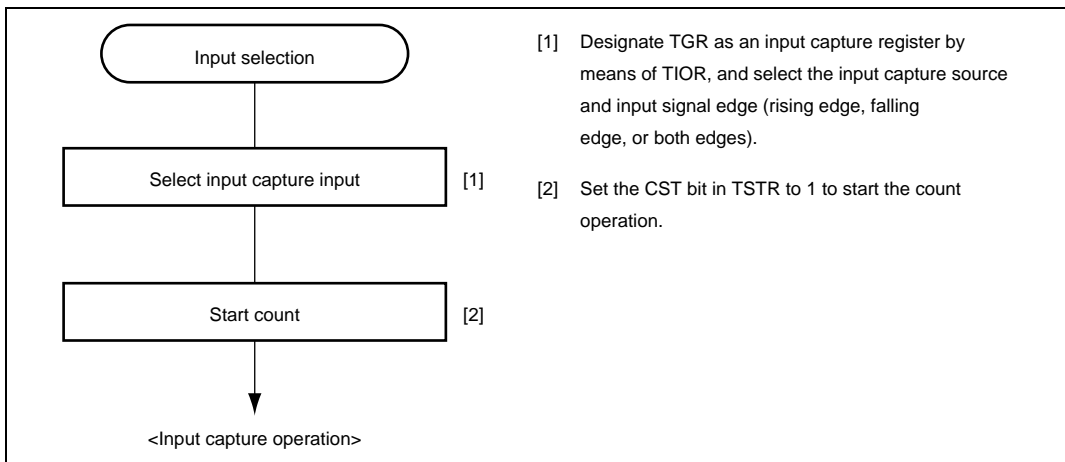 Input selection
Select input capture input
[1]
Start count
[2]
<Input capture operation>
[1] Designate TGR as an input capture register by
means of TIOR, and select the input capture source
and input signal edge (rising edge, falling
edge, or both edges).
[2] Set the CST bit in TSTR to 1 to start the count
operation.